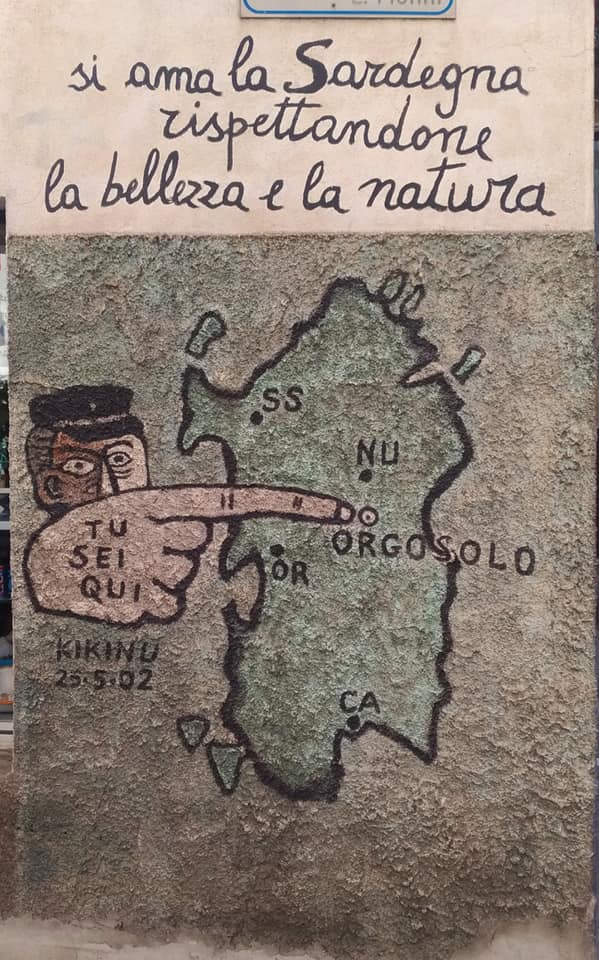 si ama la Sardegna
rispettandone
la bellezza e la natura
SS
NU
ORGOSOLO
TU
SEI
QUI
OR
KIKINU
25.5.02
CA